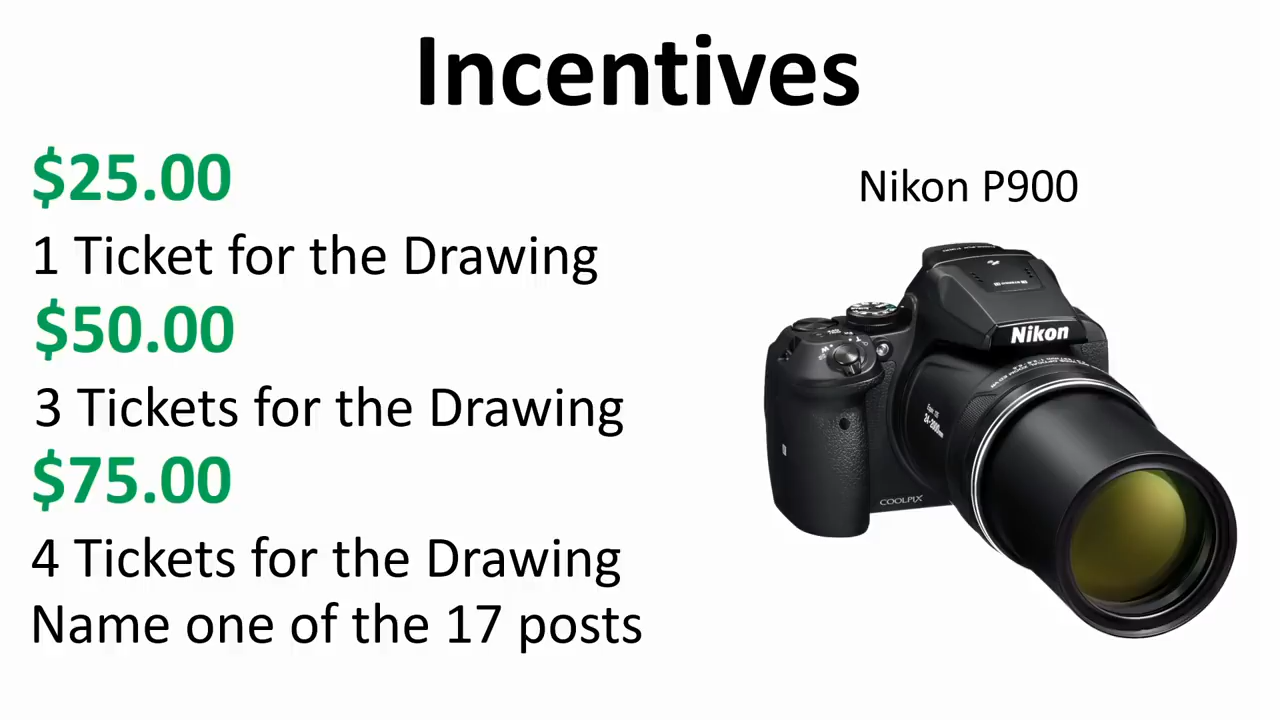 Incentives
$25.00
1 Ticket for the Drawing
$50.00
3 Tickets for the Drawing
$75.00
4 Tickets for the Drawing
Name one of the 17 posts
Nikon P900
Nikon
COOLPIX